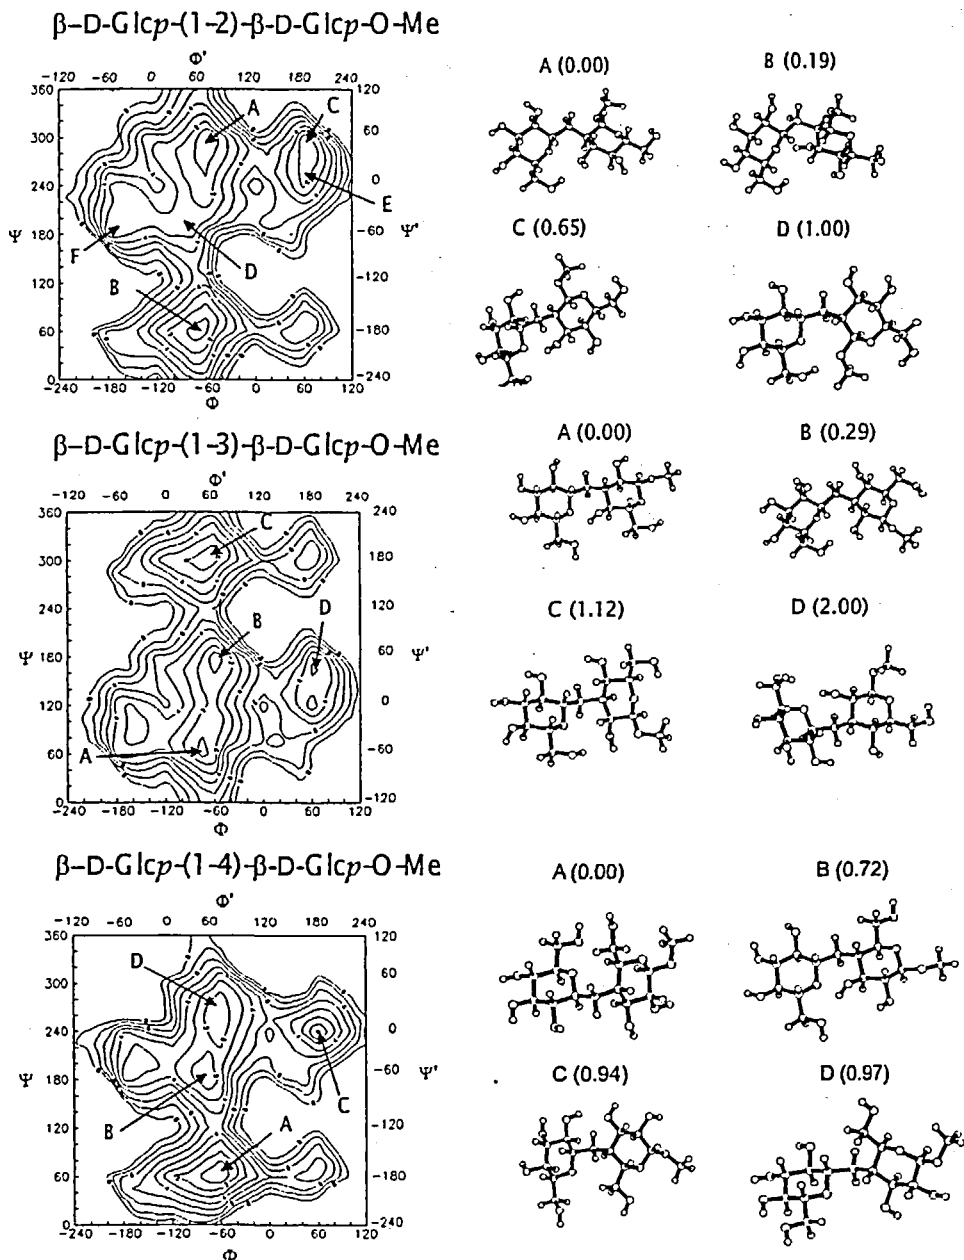 β-D-Glcp-(1-2)-β-D-Glcp-O-Me
Φ'
-120 -60 0 60 120 180 240
A C
E
F D
B
360 300 240 180 120 60 0
Ψ
120 60 0 -60 -120 -180 -240
Ψ'
-240 -180 -120 -60 0 60 120
Φ
A (0.00) B (0.19)
C (0.65) D (1.00)
β-D-Glcp-(1-3)-β-D-Glcp-O-Me
Φ'
-120 -60 0 60 120 180 240
C
B D
A
360 300 240 180 120 60 0
Ψ
240 180 120 60 0 -60 -120
Ψ'
-240 -180 -120 -60 0 60 120
Φ
A (0.00) B (0.29)
C (1.12) D (2.00)
β-D-Glcp-(1-4)-β-D-Glcp-O-Me
Φ'
-120 -60 0 60 120 180 240
D
B A C
360 300 240 180 120 60 0
Ψ
120 60 0 -60 -120 -180 -240
Ψ'
-240 -180 -120 -60 0 60 120
Φ
A (0.00) B (0.72)
C (0.94) D (0.97)